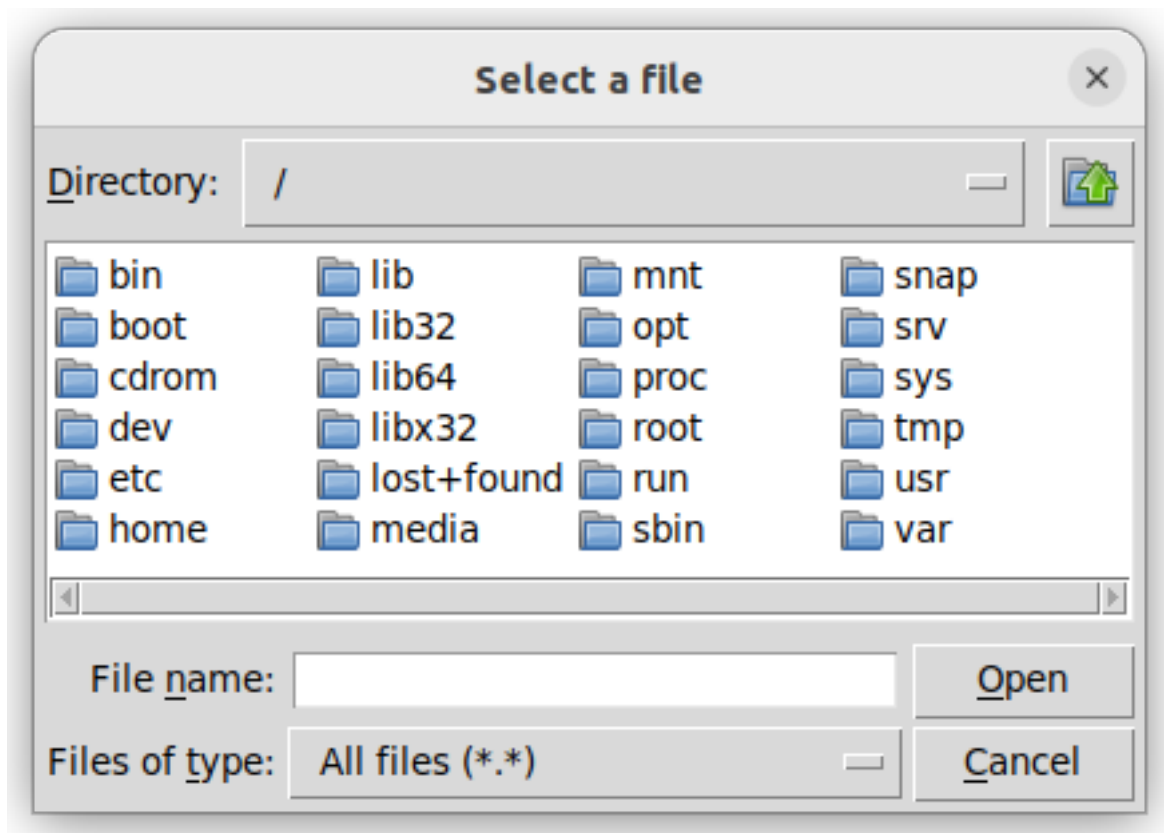 Select a file
Directory: /
bin lib mnt snap
boot lib32 opt srv
cdrom lib64 proc sys
dev libx32 root tmp
etc lost+found run usr
home media sbin var
File name: Open
Files of type: All files (*.*) Cancel